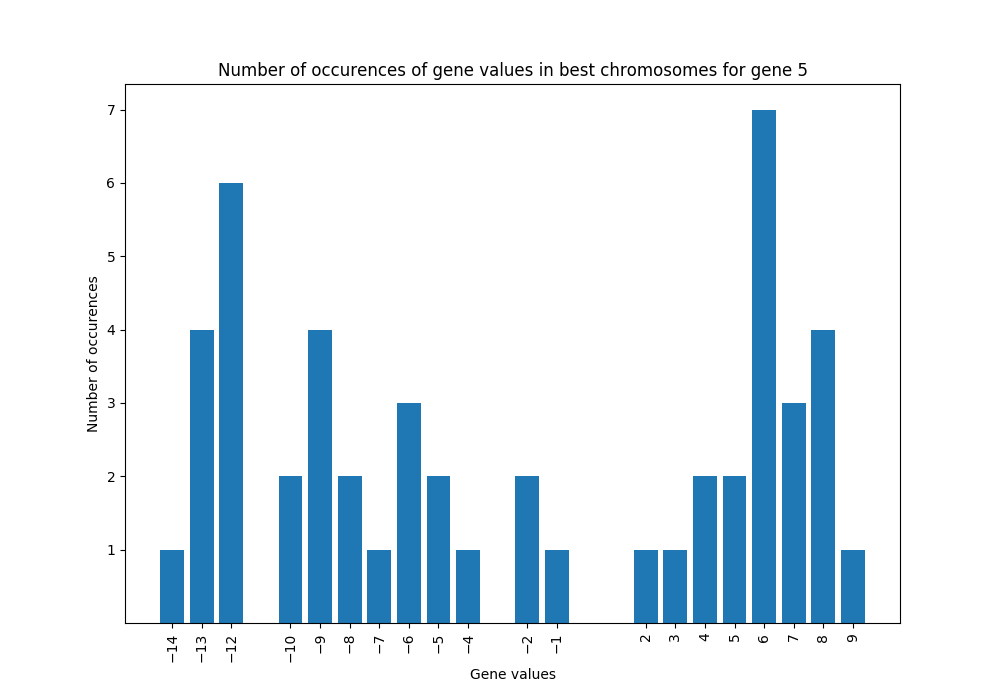 Number of occurences of gene values in best chromosomes for gene 5
7
6
5
4
3
2
1
Number of occurences
−14 −13 −12 −10 −9 −8 −7 −6 −5 −4 −2 −1 2 3 4 5 6 7 8 9
Gene values